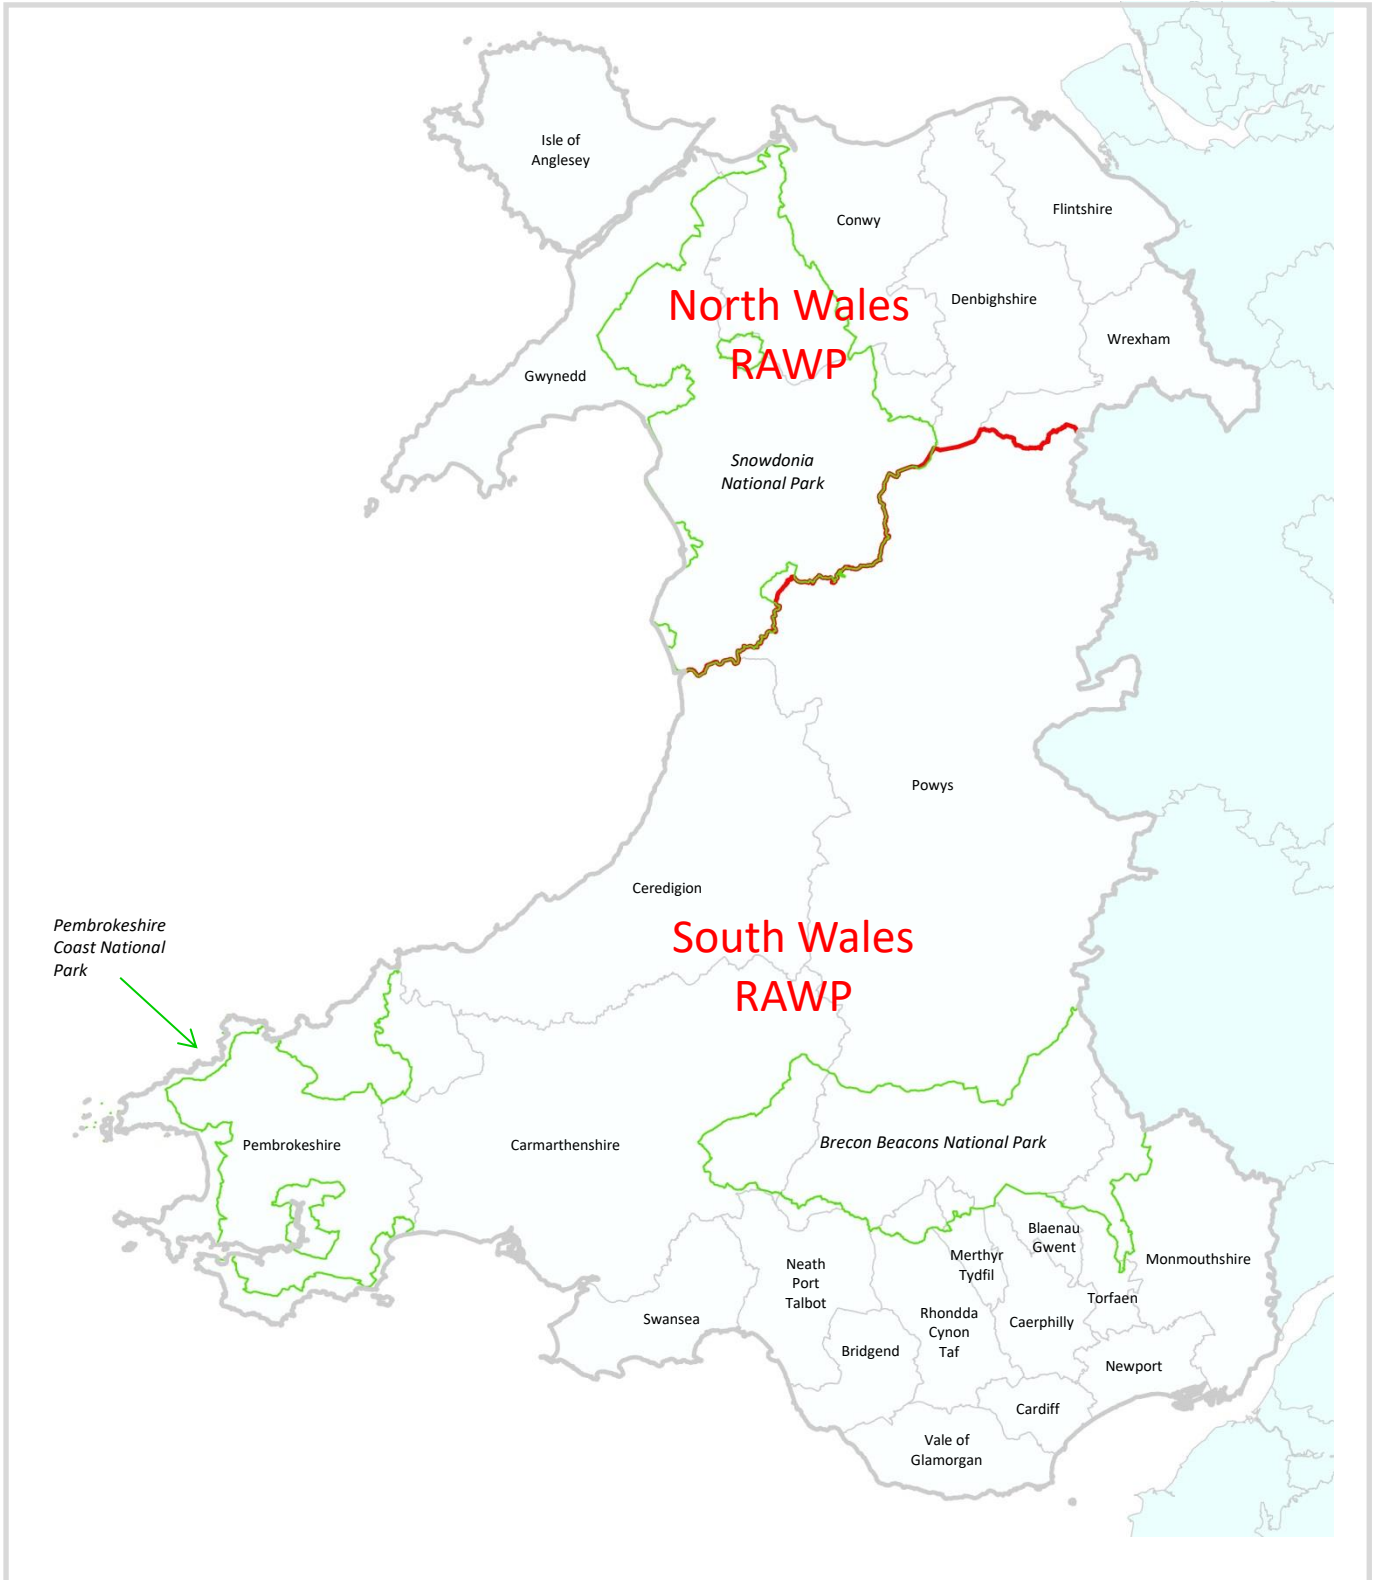 Isle of
Anglesey
Conwy
Flintshire
Denbighshire
North Wales
RAWP
Wrexham
Gwynedd
Snowdonia
National Park
Powys
Ceredigion
South Wales
RAWP
Pembrokeshire
Coast National
Park
Pembrokeshire
Carmarthenshire
Brecon Beacons National Park
Blaenau
Gwent
Merthyr
Tydfil
Monmouthshire
Neath
Port
Talbot
Torfaen
Swansea
Rhondda
Cynon
Taf
Caerphilly
Bridgend
Newport
Cardiff
Vale of
Glamorgan